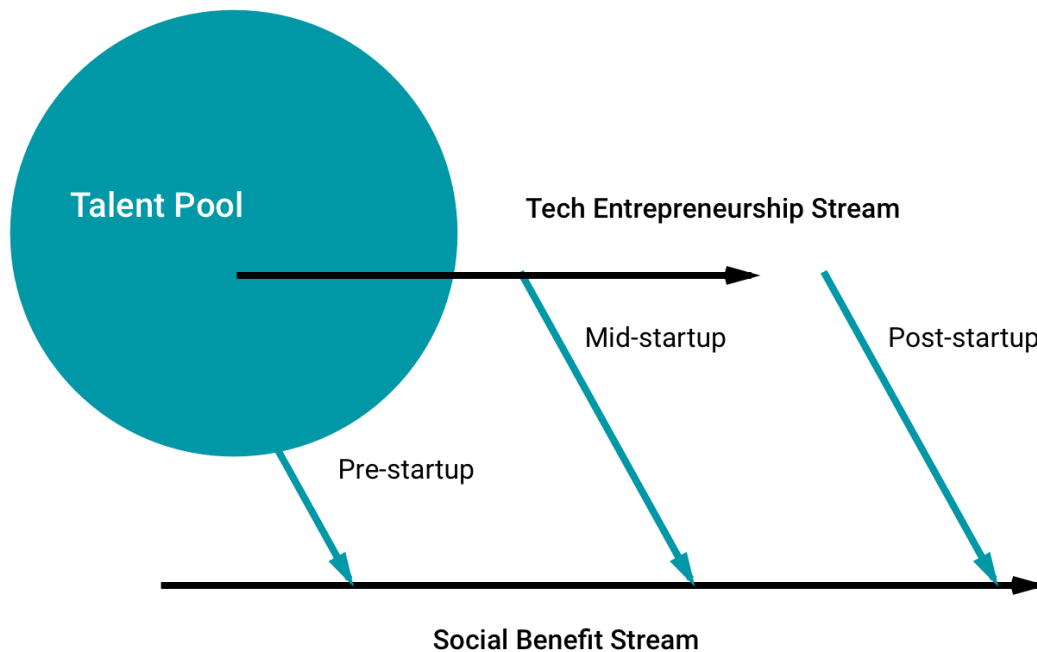 Talent Pool
Tech Entrepreneurship Stream
Mid-startup
Post-startup
Pre-startup
Social Benefit Stream